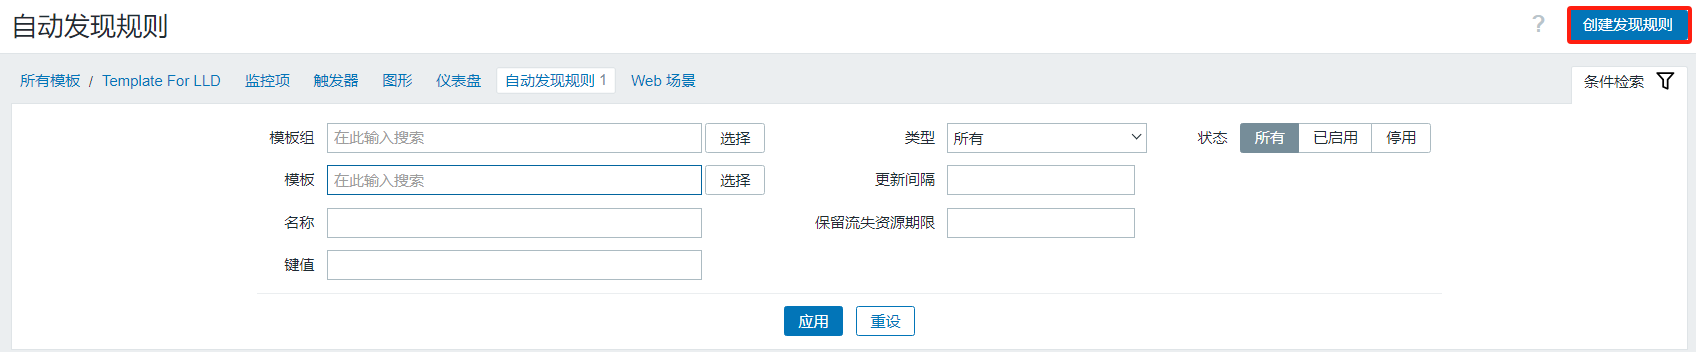 自动发现规则
?
创建发现规则
所有模板 / Template For LLD 监控项 触发器 图形 仪表盘 自动发现规则 1 Web 场景
条件检索
模板组 在此输入搜索 选择 类型 所有 状态 所有 已启用 停用
模板 在此输入搜索 选择 更新间隔
名称 保留流失资源期限
键值
应用 重设